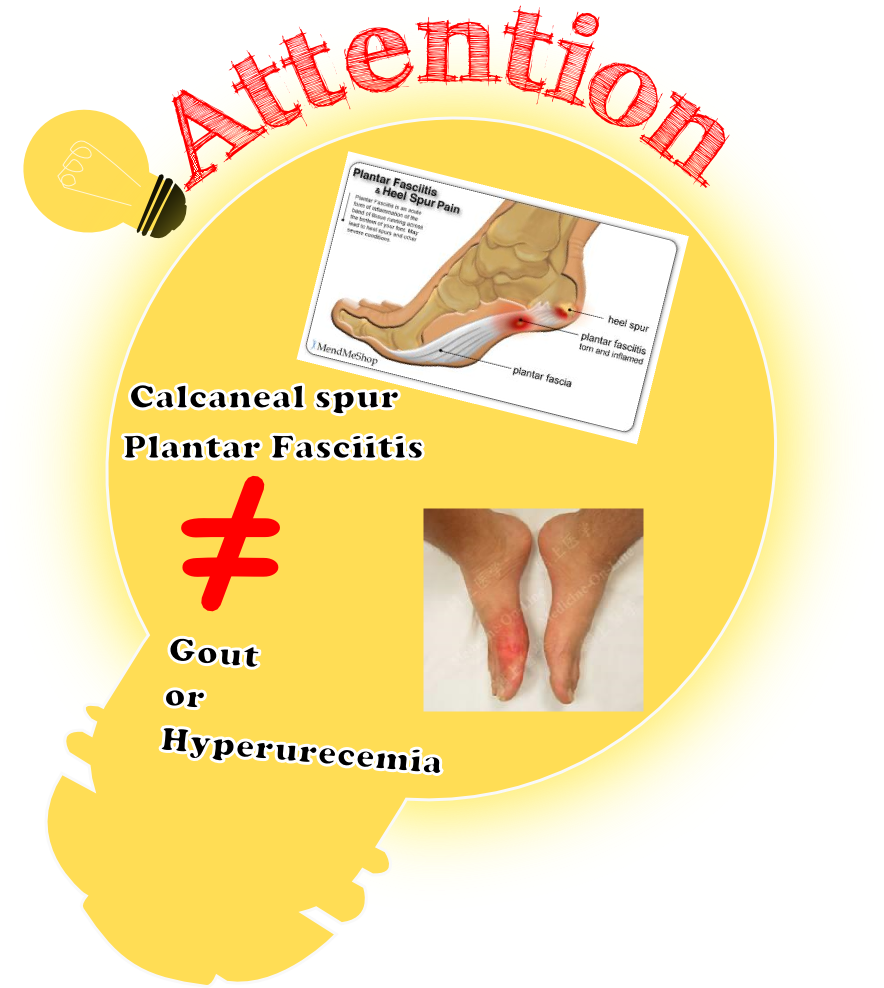 Attention
Plantar Fasciitis
& Heel Spur Pain
Plantar Fasciitis is an acute
form of inflammation of the
band of tissue running across
the bottom of your foot. May
lead to heel spurs and other
severe conditions.
heel spur
plantar fasciitis
torn and inflamed
plantar fascia
MendMeShop
Calcaneal spur
Plantar Fasciitis
≠
Gout
or
Hyperurecemia